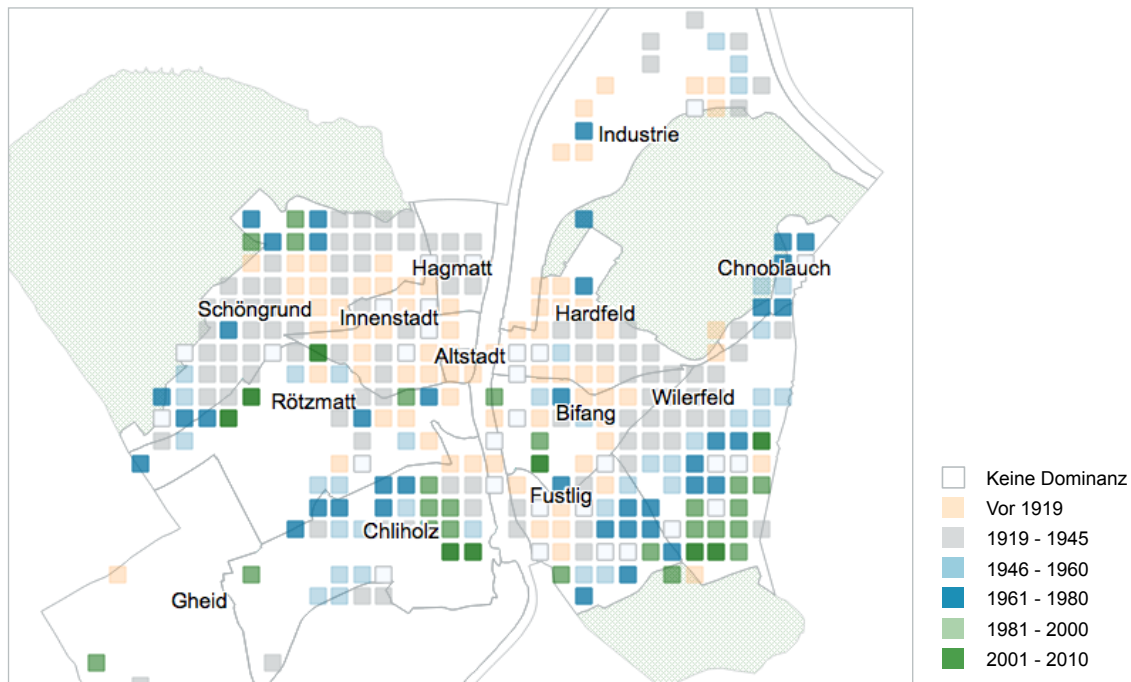 Industrie
Chnoblauch
Hagmatt
Schöngrund
Innenstadt
Hardfeld
Altstadt
Rötzmatt
Wilerfeld
Bifang
Fustlig
Chliholz
Gheid
Keine Dominanz
Vor 1919
1919 - 1945
1946 - 1960
1961 - 1980
1981 - 2000
2001 - 2010